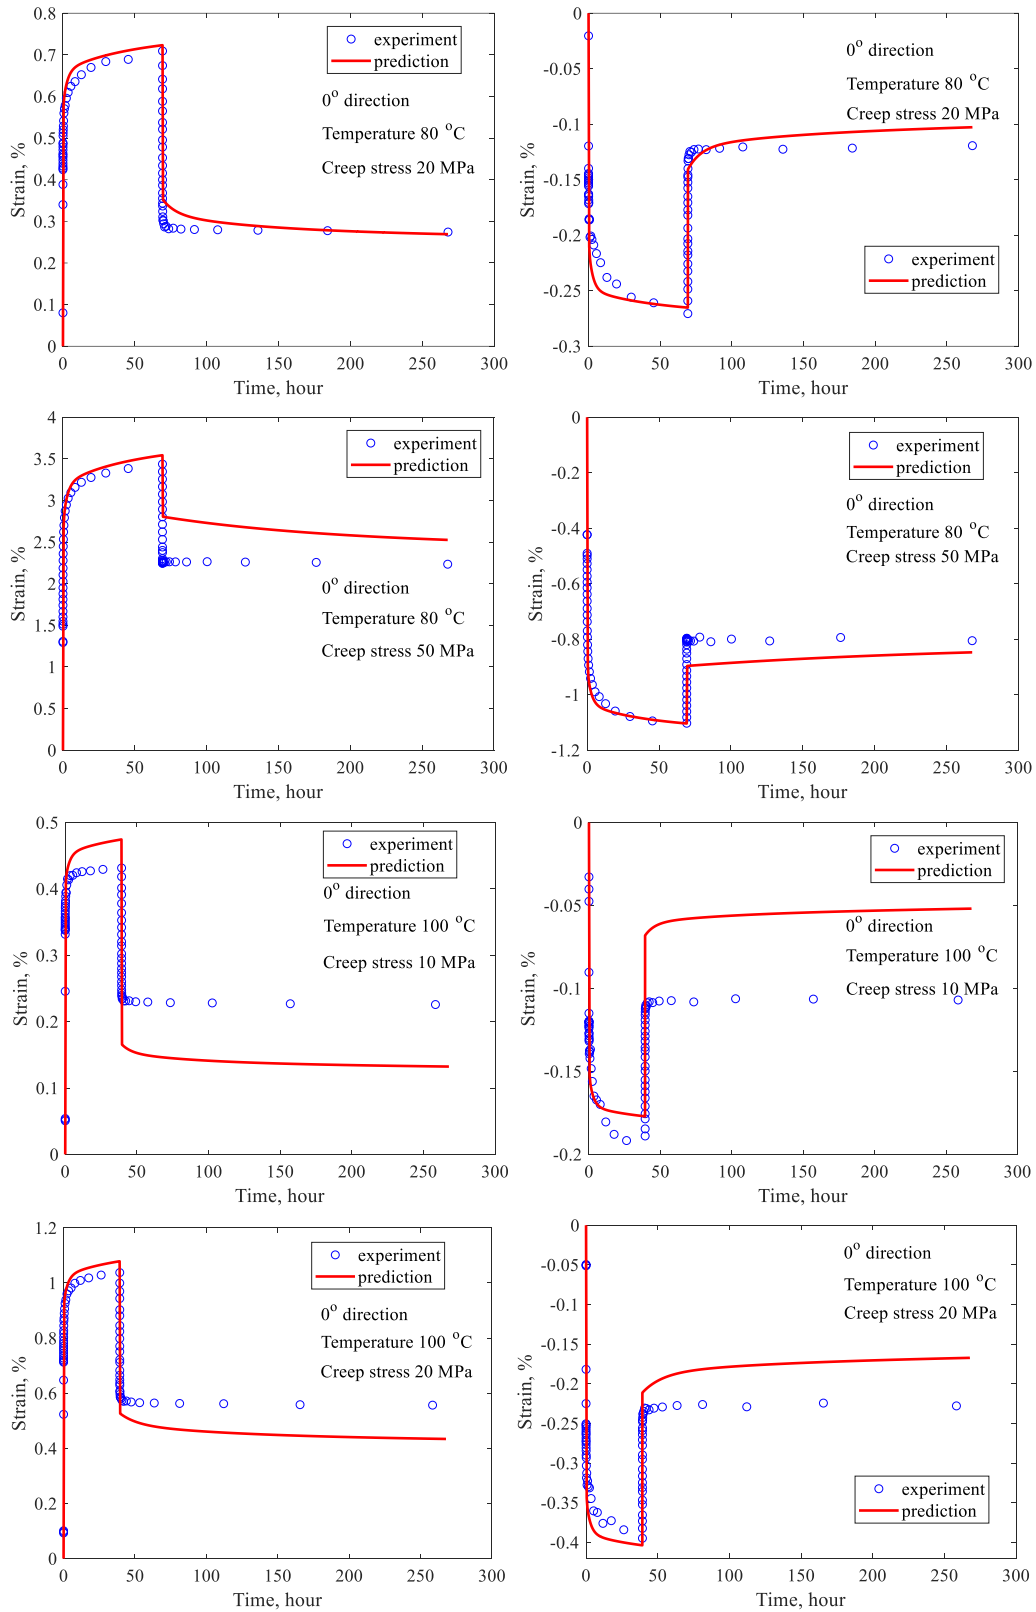 0.8
0.7
0.6
0.5
0.4
0.3
0.2
0.1
0
Strain, %
experiment
prediction
0° direction
Temperature 80 °C
Creep stress 20 MPa
0 50 100 150 200 250 300
Time, hour
0
-0.05
-0.1
-0.15
-0.2
-0.25
-0.3
Strain, %
0° direction
Temperature 80 °C
Creep stress 20 MPa
experiment
prediction
0 50 100 150 200 250 300
Time, hour
4
3.5
3
2.5
2
1.5
1
0.5
0
Strain, %
experiment
prediction
0° direction
Temperature 80 °C
Creep stress 50 MPa
0 50 100 150 200 250 300
Time, hour
0
-0.2
-0.4
-0.6
-0.8
-1
-1.2
Strain, %
experiment
prediction
0° direction
Temperature 80 °C
Creep stress 50 MPa
0 50 100 150 200 250 300
Time, hour
0.5
0.4
0.3
0.2
0.1
0
Strain, %
experiment
prediction
0° direction
Temperature 100 °C
Creep stress 10 MPa
0 50 100 150 200 250 300
Time, hour
0
-0.05
-0.1
-0.15
-0.2
Strain, %
experiment
prediction
0° direction
Temperature 100 °C
Creep stress 10 MPa
0 50 100 150 200 250 300
Time, hour
1.2
1
0.8
0.6
0.4
0.2
0
Strain, %
experiment
prediction
0° direction
Temperature 100 °C
Creep stress 20 MPa
0 50 100 150 200 250 300
Time, hour
0
-0.05
-0.1
-0.15
-0.2
-0.25
-0.3
-0.35
-0.4
Strain, %
0° direction
Temperature 100 °C
Creep stress 20 MPa
experiment
prediction
0 50 100 150 200 250 300
Time, hour